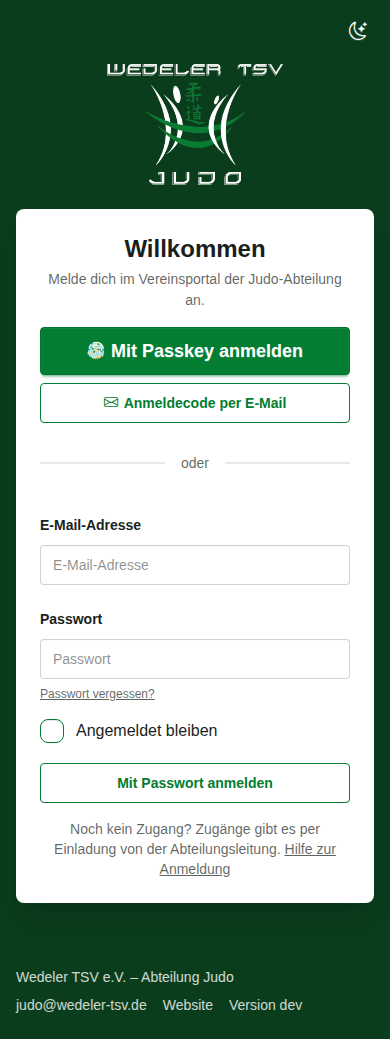 WEDELER TSV
柔
道
JUDO
Willkommen
Melde dich im Vereinsportal der Judo-Abteilung
an.
Mit Passkey anmelden
Anmeldecode per E-Mail
oder
E-Mail-Adresse
E-Mail-Adresse
Passwort
Passwort
Passwort vergessen?
Angemeldet bleiben
Mit Passwort anmelden
Noch kein Zugang? Zugänge gibt es per
Einladung von der Abteilungsleitung. Hilfe zur
Anmeldung
Wedeler TSV e.V. – Abteilung Judo
judo@wedeler-tsv.de Website Version dev